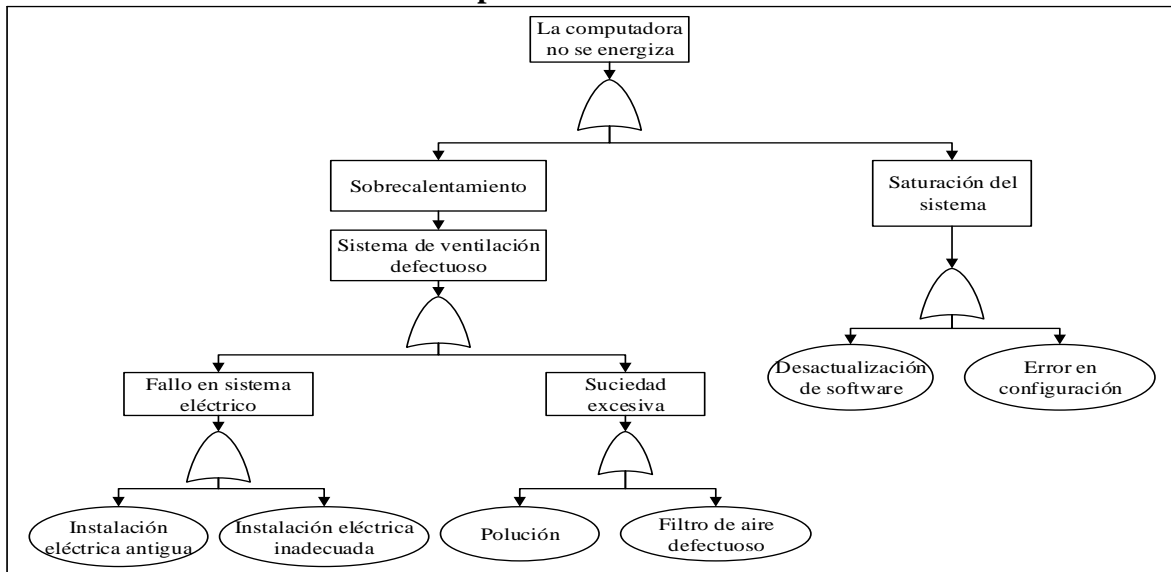 La computadora
no se energiza
Sobrecalentamiento
Saturación del
sistema
Sistema de ventilación
defectuoso
Desactualización
de software
Error en
configuración
Fallo en sistema
eléctrico
Suciedad
excesiva
Instalación
eléctrica antigua
Instalación eléctrica
inadecuada
Polución
Filtro de aire
defectuoso